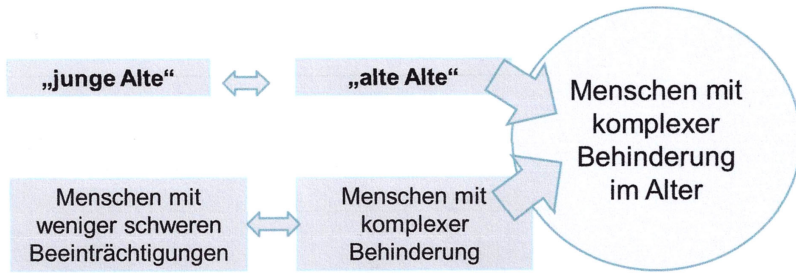 „junge Alte“
„alte Alte“
Menschen mit
komplexer
Behinderung
im Alter
Menschen mit
weniger schweren
Beeinträchtigungen
Menschen mit
komplexer
Behinderung